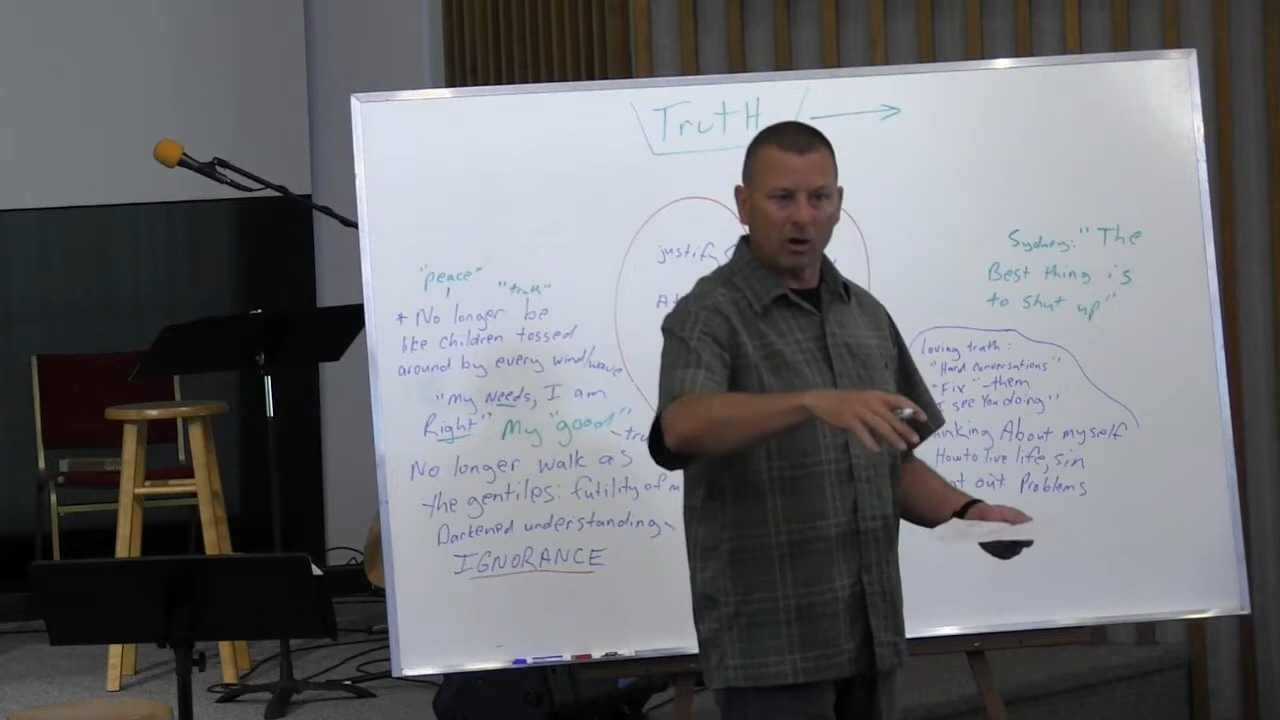 TrutH
justify
"peace"
"truth"
* No longer be
like children tossed
around by every wind/wave
"My needs, I am
Right" My "good"
No longer walk as
the gentiles: futility of
Darkened understanding
IGNORANCE
Sydney: "The
Best thing is
to shut up"
Loving truth:
"Hard conversations"
"Fix" - them
I see You doing"
About myself
How to live life, sin
out Problems